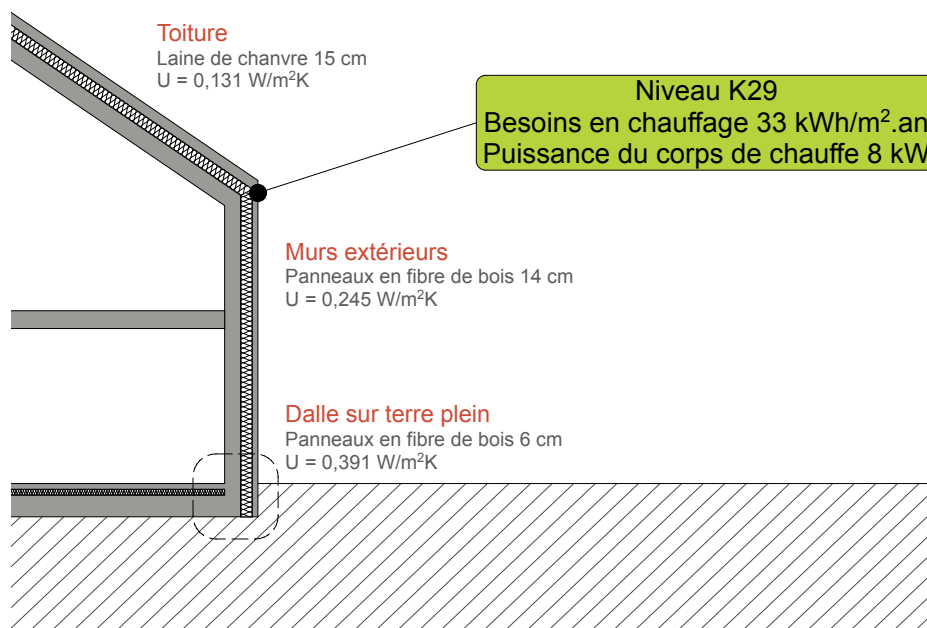 Toiture
Laine de chanvre 15 cm
U = 0,131 W/m²K
Niveau K29
Besoins en chauffage 33 kWh/m².an
Puissance du corps de chauffe 8 kW
Murs extérieurs
Panneaux en fibre de bois 14 cm
U = 0,245 W/m²K
Dalle sur terre plein
Panneaux en fibre de bois 6 cm
U = 0,391 W/m²K